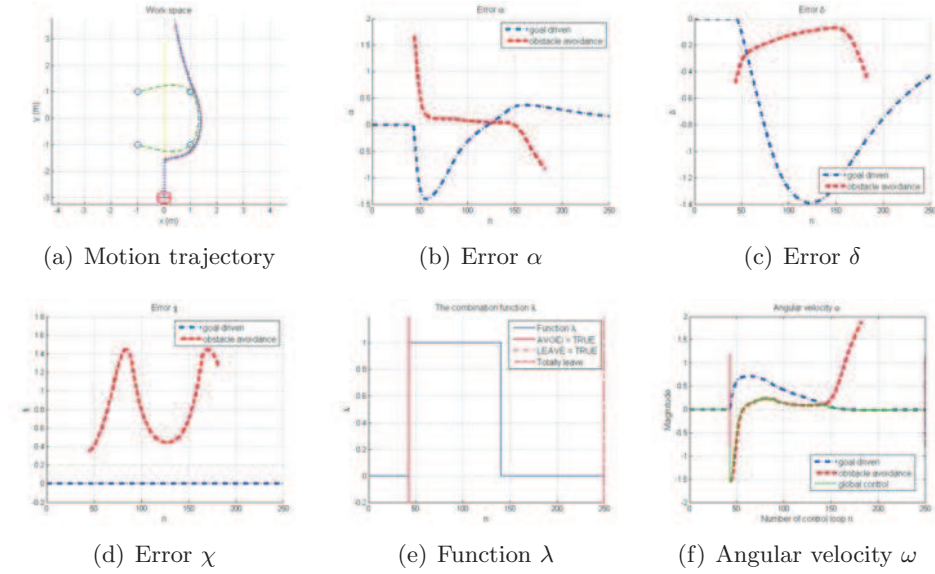 Work space
y (m)
x (m)
(a) Motion trajectory
Error α
goal driven
obstacle avoidance
α
n
(b) Error α
Error δ
goal driven
obstacle avoidance
δ
n
(c) Error δ
Error χ
goal driven
obstacle avoidance
n
(d) Error χ
The combination function λ
Function λ
AVOID = TRUE
LEAVE = TRUE
Totally leave
λ
n
(e) Function λ
Angular velocity ω
Magnitude
goal driven
obstacle avoidance
global control
Number of control loop n
(f) Angular velocity ω